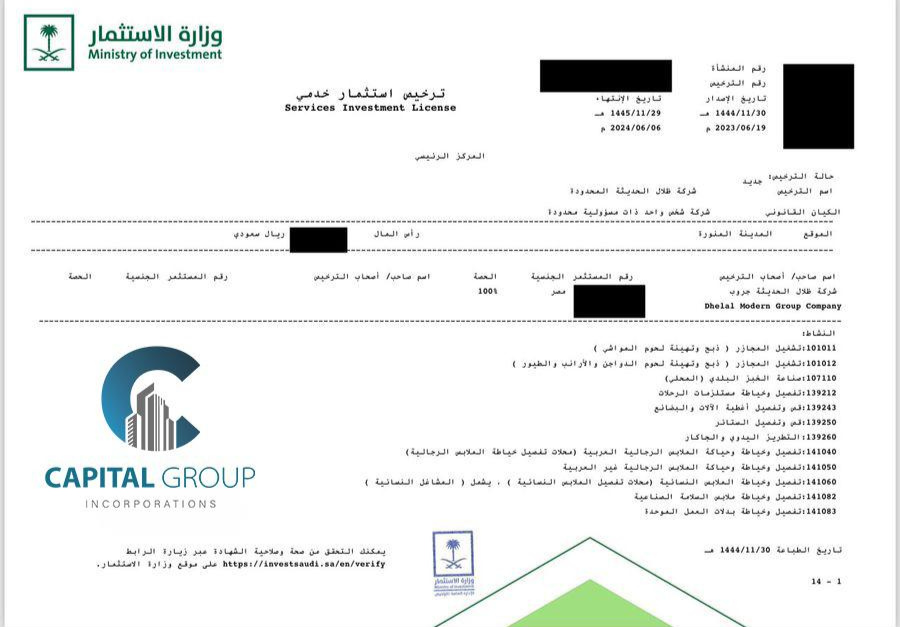 وزارة الاستثمار
Ministry of Investment
ترخيص استثمار خدمي
Services Investment License
رقم المنشأة
رقم الترخيص
تاريخ الإصدار تاريخ الإنتهاء
1444/11/30 هـ 1445/11/29 هـ
2023/06/19 م 2024/06/06 م
المركز الرئيسي
حالة الترخيص: جديد
اسم الترخيص شركة ظلال الحديثة المحدودة
الكيان القانوني شركة شخص واحد ذات مسؤولية محدودة
الموقع المدينة المنورة رأس المال ريال سعودي
اسم صاحب/ أصحاب الترخيص رقم المستثمر الجنسية الحصة اسم صاحب/ أصحاب الترخيص رقم المستثمر الجنسية الحصة
شركة ظلال الحديثة جروب مصر 100%
Dhelal Modern Group Company
النشاط:
101011:تشغيل المجازر ( ذبح وتهيئة لحوم المواشي )
101012:تشغيل المجازر ( ذبح وتهيئة لحوم الدواجن والأرانب والطيور )
107110:صناعة الخبز البلدي (المحلي)
139212:تفصيل وخياطة مستلزمات الرحلات
139243:قص وتفصيل أغطية الآلات والبضائع
139250:قص وتفصيل الستائر
139260:التطريز اليدوي والجاكار
141040:تفصيل وخياطة وحياكة الملابس الرجالية العربية (محلات تفصيل خياطة الملابس الرجالية)
141050:تفصيل وخياطة وحياكة الملابس الرجالية غير العربية
141060:تفصيل وخياطة الملابس النسائية (محلات تفصيل الملابس النسائية ) ، يشمل ( المشاغل النسائية )
141082:تفصيل وخياطة ملابس السلامة الصناعية
141083:تفصيل وخياطة بدلات العمل الموحدة
CAPITAL GROUP
INCORPORATIONS
تاريخ الطباعة 1444/11/30 هـ
يمكنك التحقق من صحة وصلاحية الشهادة عبر زيارة الرابط
https://investsaudi.sa/en/verify على موقع وزارة الاستثمار.
وزارة الاستثمار
Ministry of Investment
14 - 1